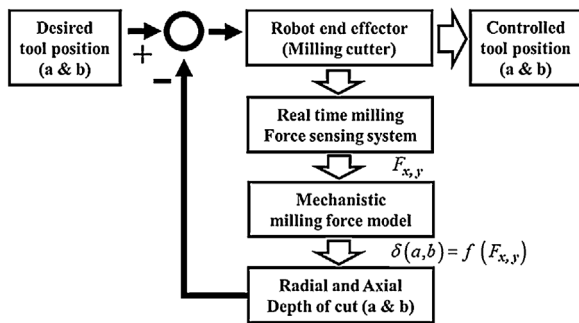 Desired
tool position
(a & b)
+
−
Robot end effector
(Milling cutter)
Controlled
tool position
(a & b)
Real time milling
Force sensing system
F_{x, y}
Mechanistic
milling force model
δ(a,b) = f(F_{x, y})
Radial and Axial
Depth of cut (a & b)